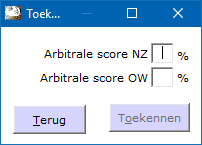 Toek...
Arbitrale score NZ %
Arbitrale score OW %
Terug Toekennen